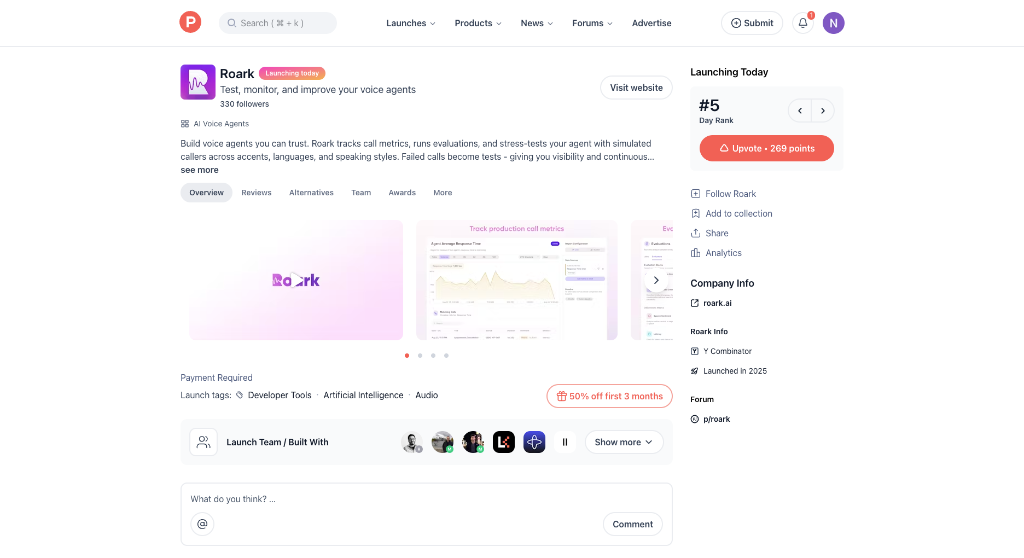 P
Search ( ⌘ + k )
Launches
Products
News
Forums
Advertise
Submit
1
N
Roark
Launching today
Test, monitor, and improve your voice agents
330 followers
Visit website
AI Voice Agents
Build voice agents you can trust. Roark tracks call metrics, runs evaluations, and stress-tests your agent with simulated
callers across accents, languages, and speaking styles. Failed calls become tests - giving you visibility and continuous...
see more
Overview
Reviews
Alternatives
Team
Awards
More
Roark
Track production call metrics
Agent Average Response Time
Payment Required
Launch tags:
Developer Tools · Artificial Intelligence · Audio
50% off first 3 months
Launch Team / Built With
Show more
What do you think? ...
@
Comment
Launching Today
#5
Day Rank
Upvote • 269 points
Follow Roark
Add to collection
Share
Analytics
Company Info
roark.ai
Roark Info
Y Combinator
Launched in 2025
Forum
p/roark